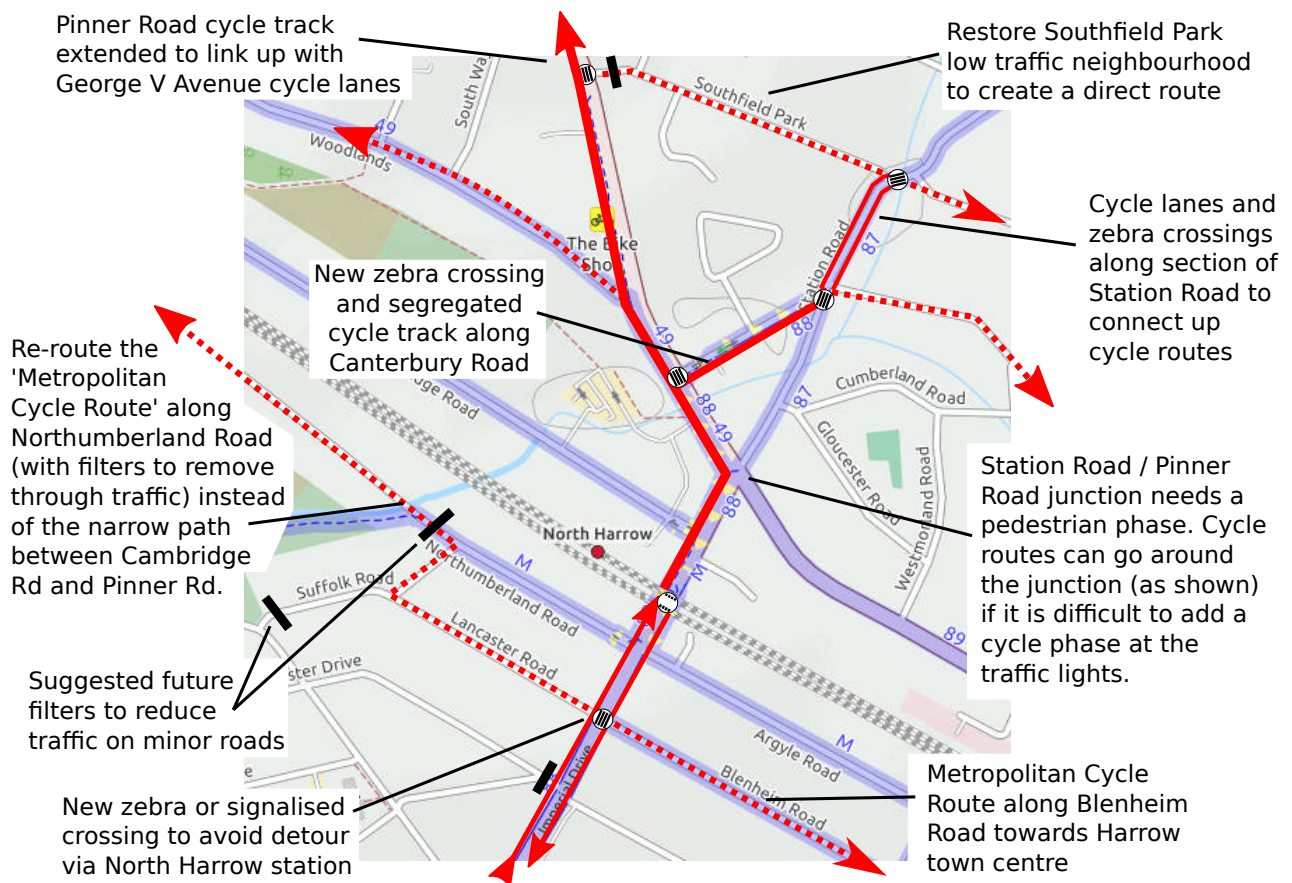 Pinner Road cycle track
extended to link up with
George V Avenue cycle lanes
Restore Southfield Park
low traffic neighbourhood
to create a direct route
Southfield Park
South Wa
49
Woodlands
Cycle lanes and
zebra crossings
along section of
Station Road to
connect up
cycle routes
The Bike
Sho
Station Road
87
New zebra crossing
and segregated
cycle track along
Canterbury Road
49
88
Re-route the
'Metropolitan
Cycle Route' along
Northumberland Road
(with filters to remove
through traffic) instead
of the narrow path
between Cambridge
Rd and Pinner Rd.
dge Road
88
49
87
Cumberland Road
Gloucester Road
Westmorland Road
Station Road / Pinner
Road junction needs a
pedestrian phase. Cycle
routes can go around
the junction (as shown)
if it is difficult to add a
cycle phase at the
traffic lights.
88
North Harrow
M
M
Northumberland Road
Suffolk Road
Lancaster Road
89
ster Drive
Suggested future
filters to reduce
traffic on minor roads
Argyle Road
M
Blenheim Road
Imperial Drive
New zebra or signalised
crossing to avoid detour
via North Harrow station
Metropolitan Cycle
Route along Blenheim
Road towards Harrow
town centre